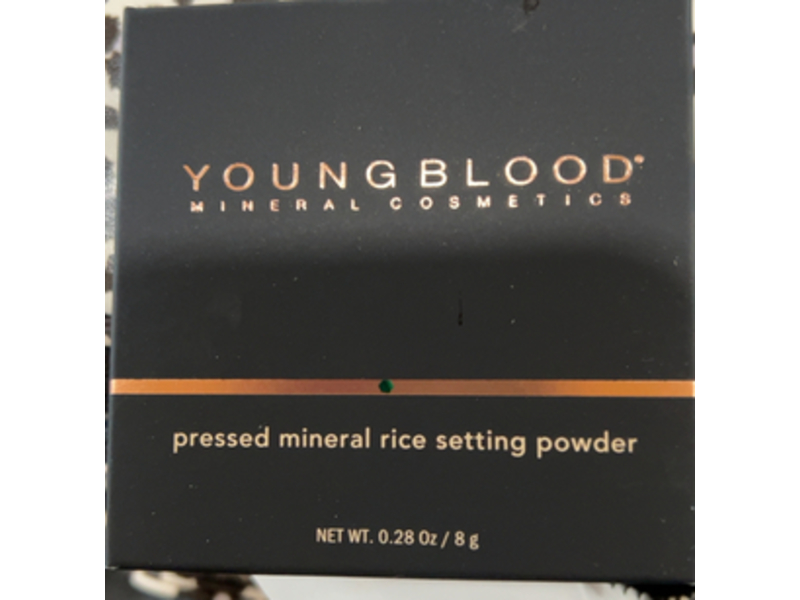 YOUNGBLOOD
MINERAL COSMETICS
pressed mineral rice setting powder
NET WT. 0.28 Oz / 8 g